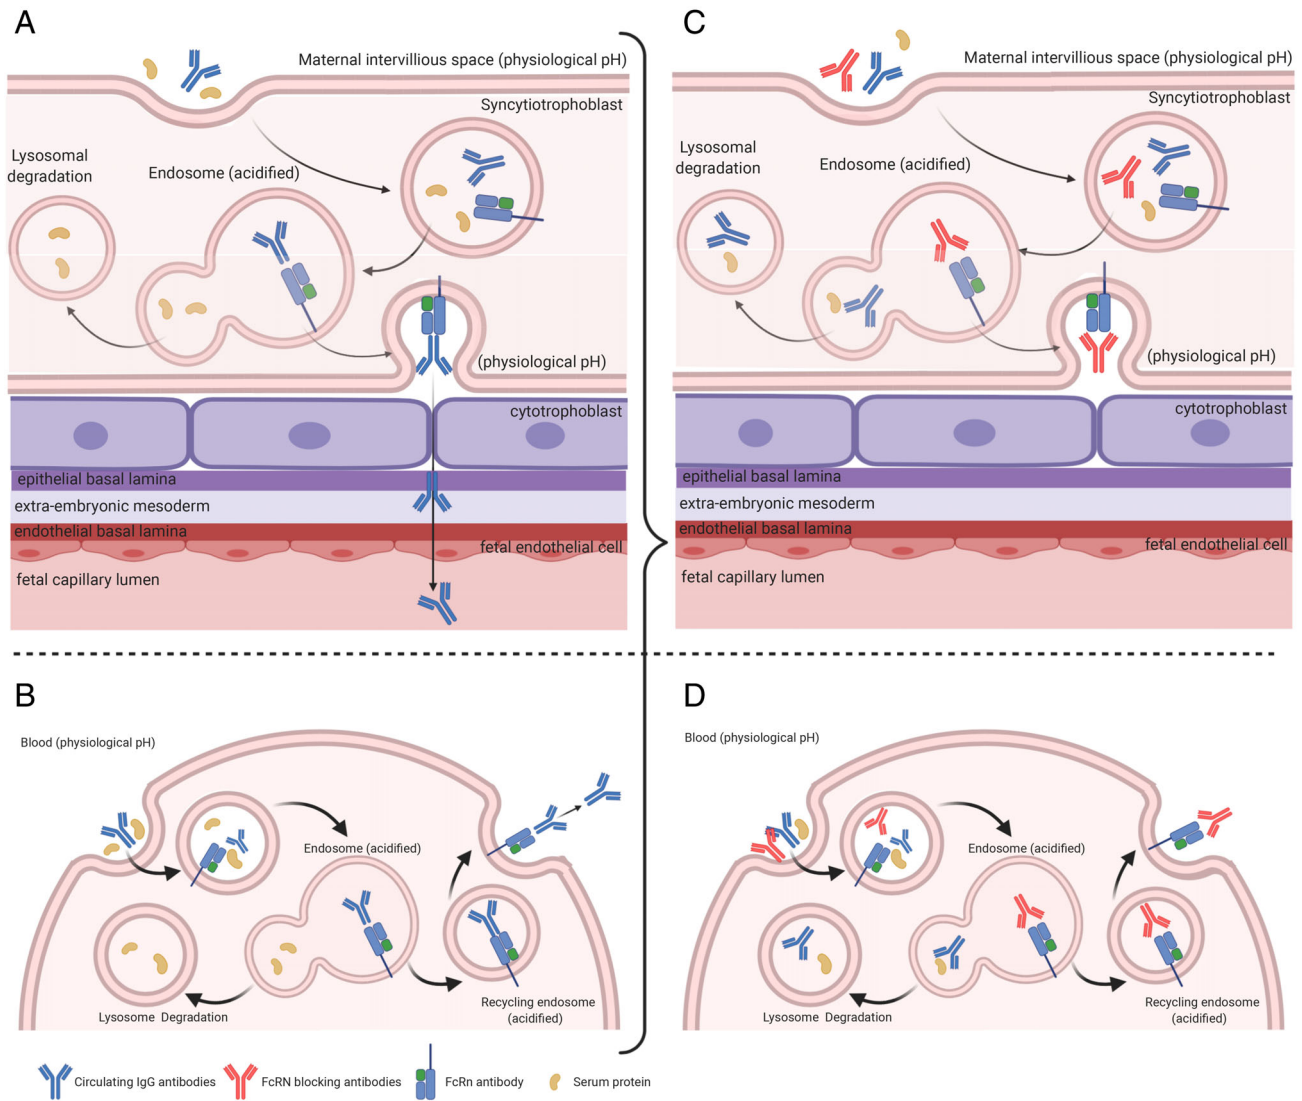 A
Maternal intervillious space (physiological pH)
Syncytiotrophoblast
Lysosomal
degradation
Endosome (acidified)
(physiological pH)
cytotrophoblast
epithelial basal lamina
extra-embryonic mesoderm
endothelial basal lamina
fetal endothelial cell
fetal capillary lumen
C
Maternal intervillious space (physiological pH)
Syncytiotrophoblast
Lysosomal
degradation
Endosome (acidified)
(physiological pH)
cytotrophoblast
epithelial basal lamina
extra-embryonic mesoderm
endothelial basal lamina
fetal endothelial cell
fetal capillary lumen
B
Blood (physiological pH)
Endosome (acidified)
Lysosome Degradation
Recycling endosome
(acidified)
D
Blood (physiological pH)
Endosome (acidified)
Lysosome Degradation
Recycling endosome
(acidified)
Circulating IgG antibodies
FcRN blocking antibodies
FcRn antibody
Serum protein